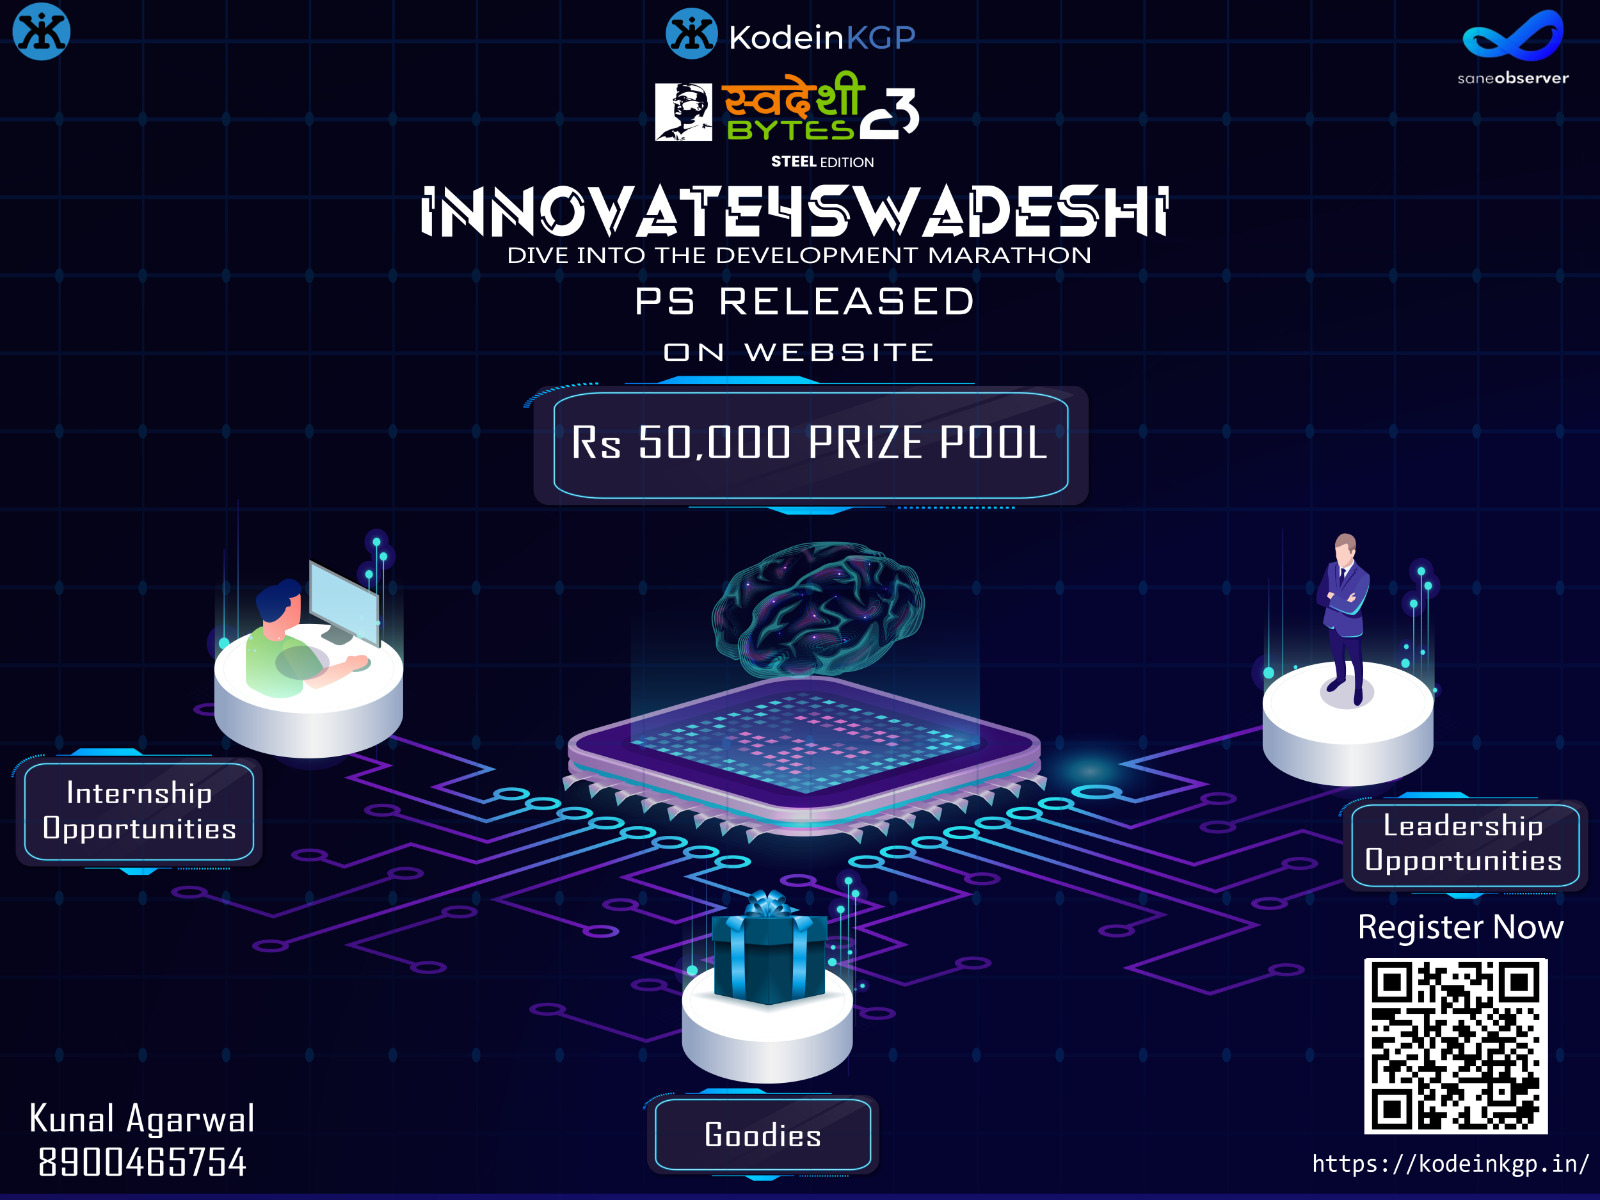 KodeinKGP
saneobserver
स्वदेशी
BYTES 23
STEEL EDITION
INNOVATE4SWADESHI
DIVE INTO THE DEVELOPMENT MARATHON
PS RELEASED
ON WEBSITE
Rs 50,000 PRIZE POOL
Internship
Opportunities
Leadership
Opportunities
Register Now
Goodies
Kunal Agarwal
8900465754
https://kodeinkgp.in/